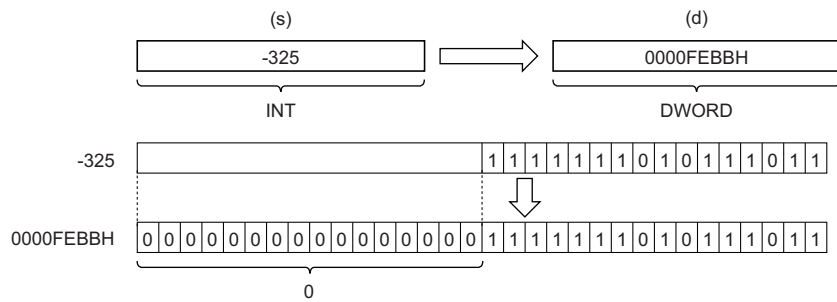 (s) (d)
-325 0000FEBBH
INT DWORD
-325 1 1 1 1 1 1 1 0 1 0 1 1 1 0 1 1
0000FEBBH 0 0 0 0 0 0 0 0 0 0 0 0 0 0 0 0 1 1 1 1 1 1 1 0 1 0 1 1 1 0 1 1
0